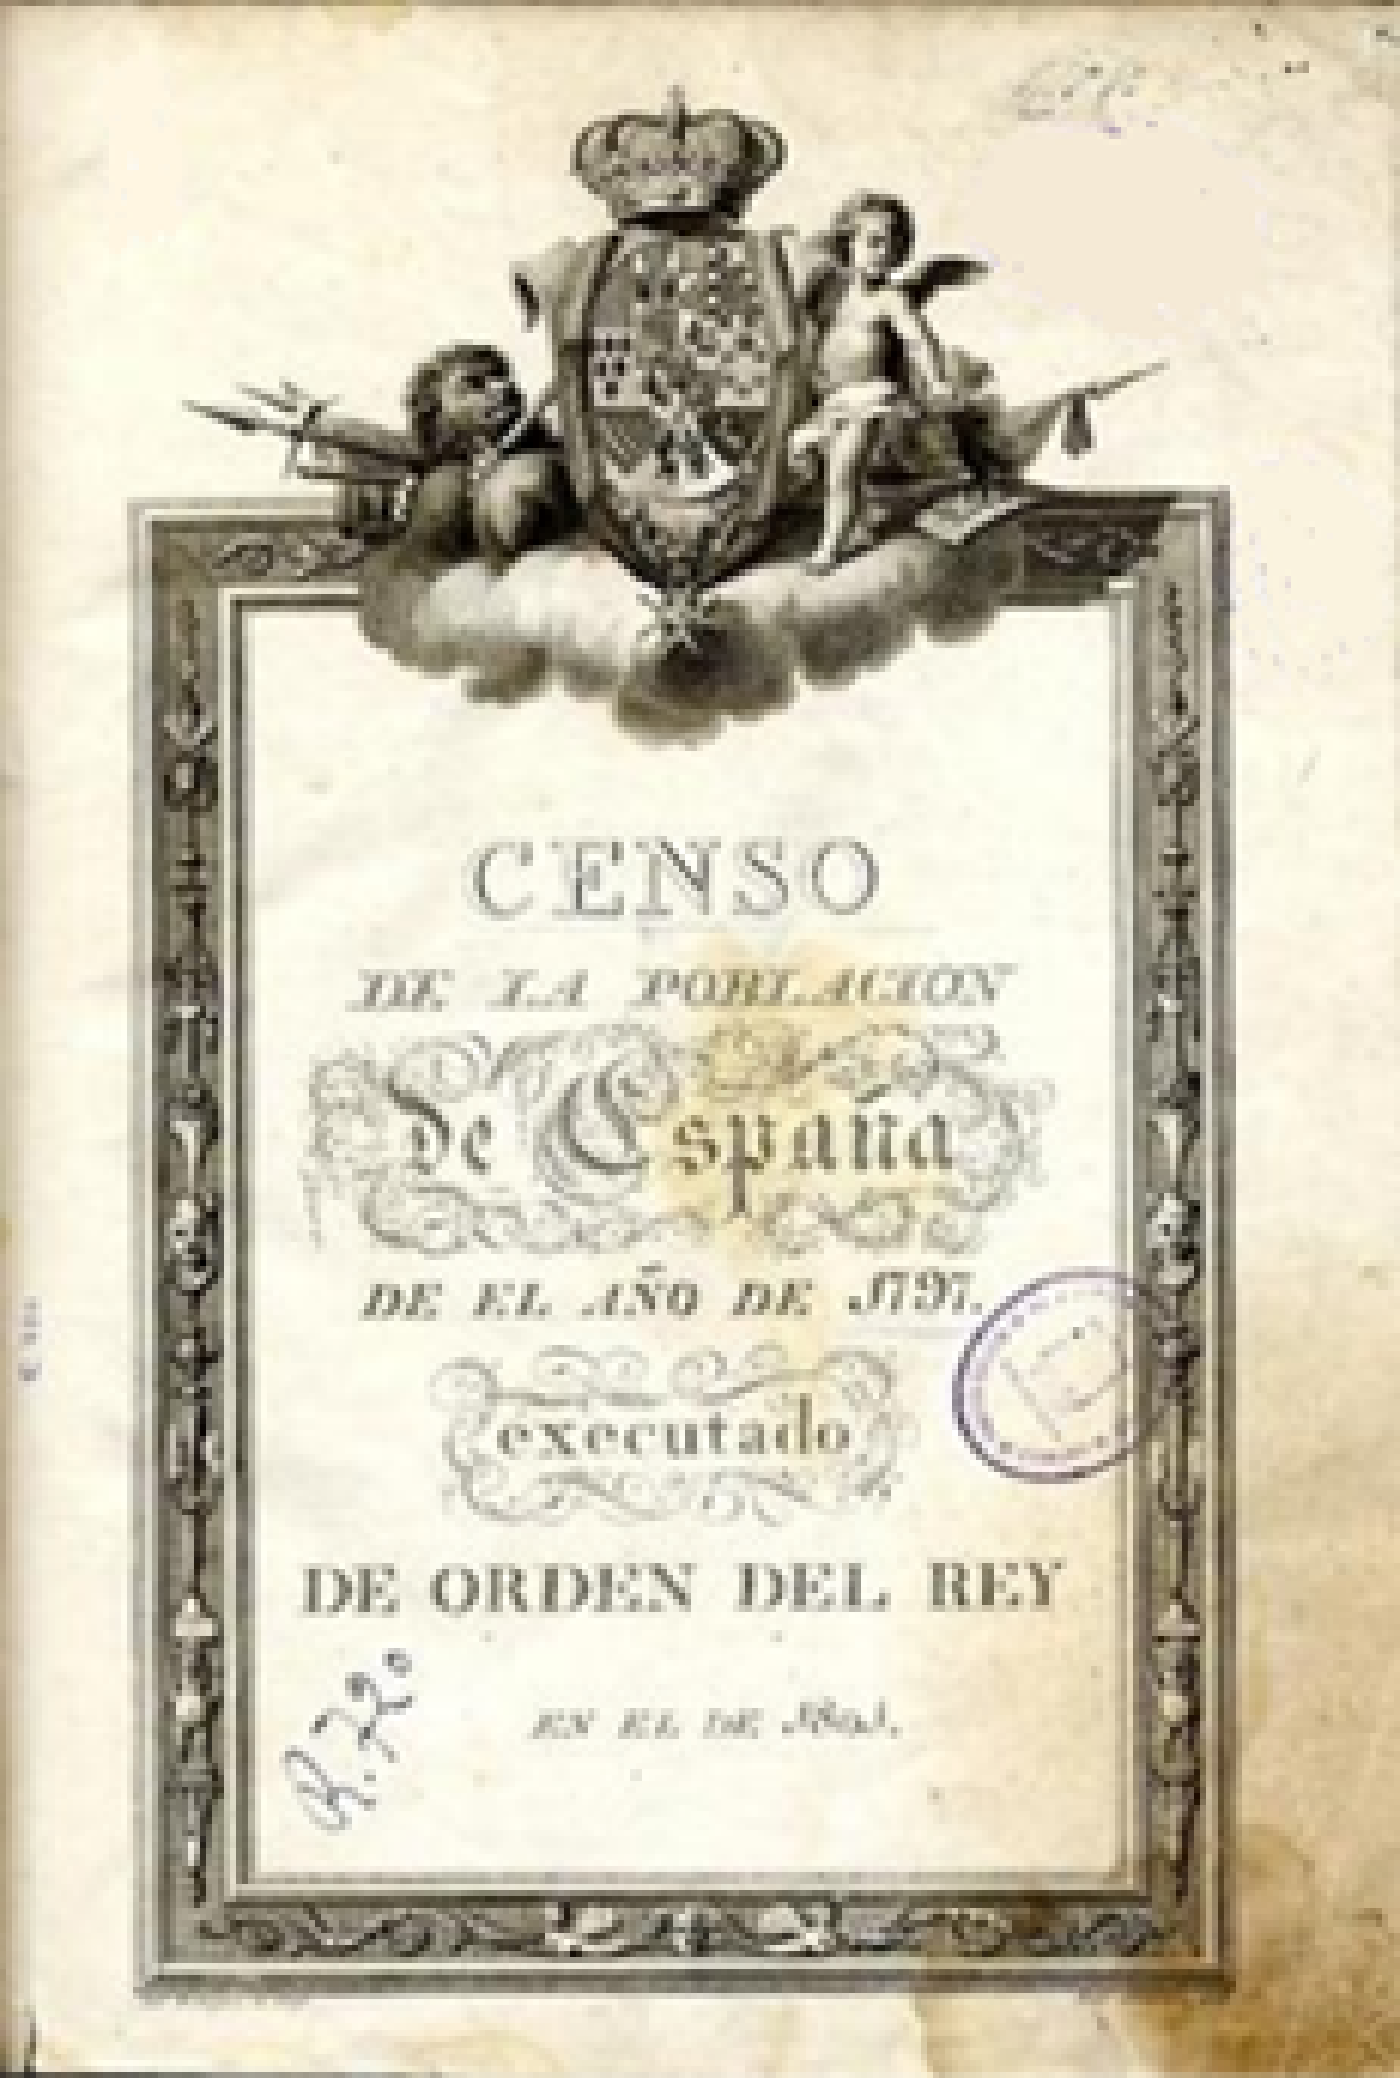 CENSO
DE LA POBLACION
de España
DE EL AÑO DE 1797.
executado
DE ORDEN DEL REY
EN EL DE 1801.
R. 720